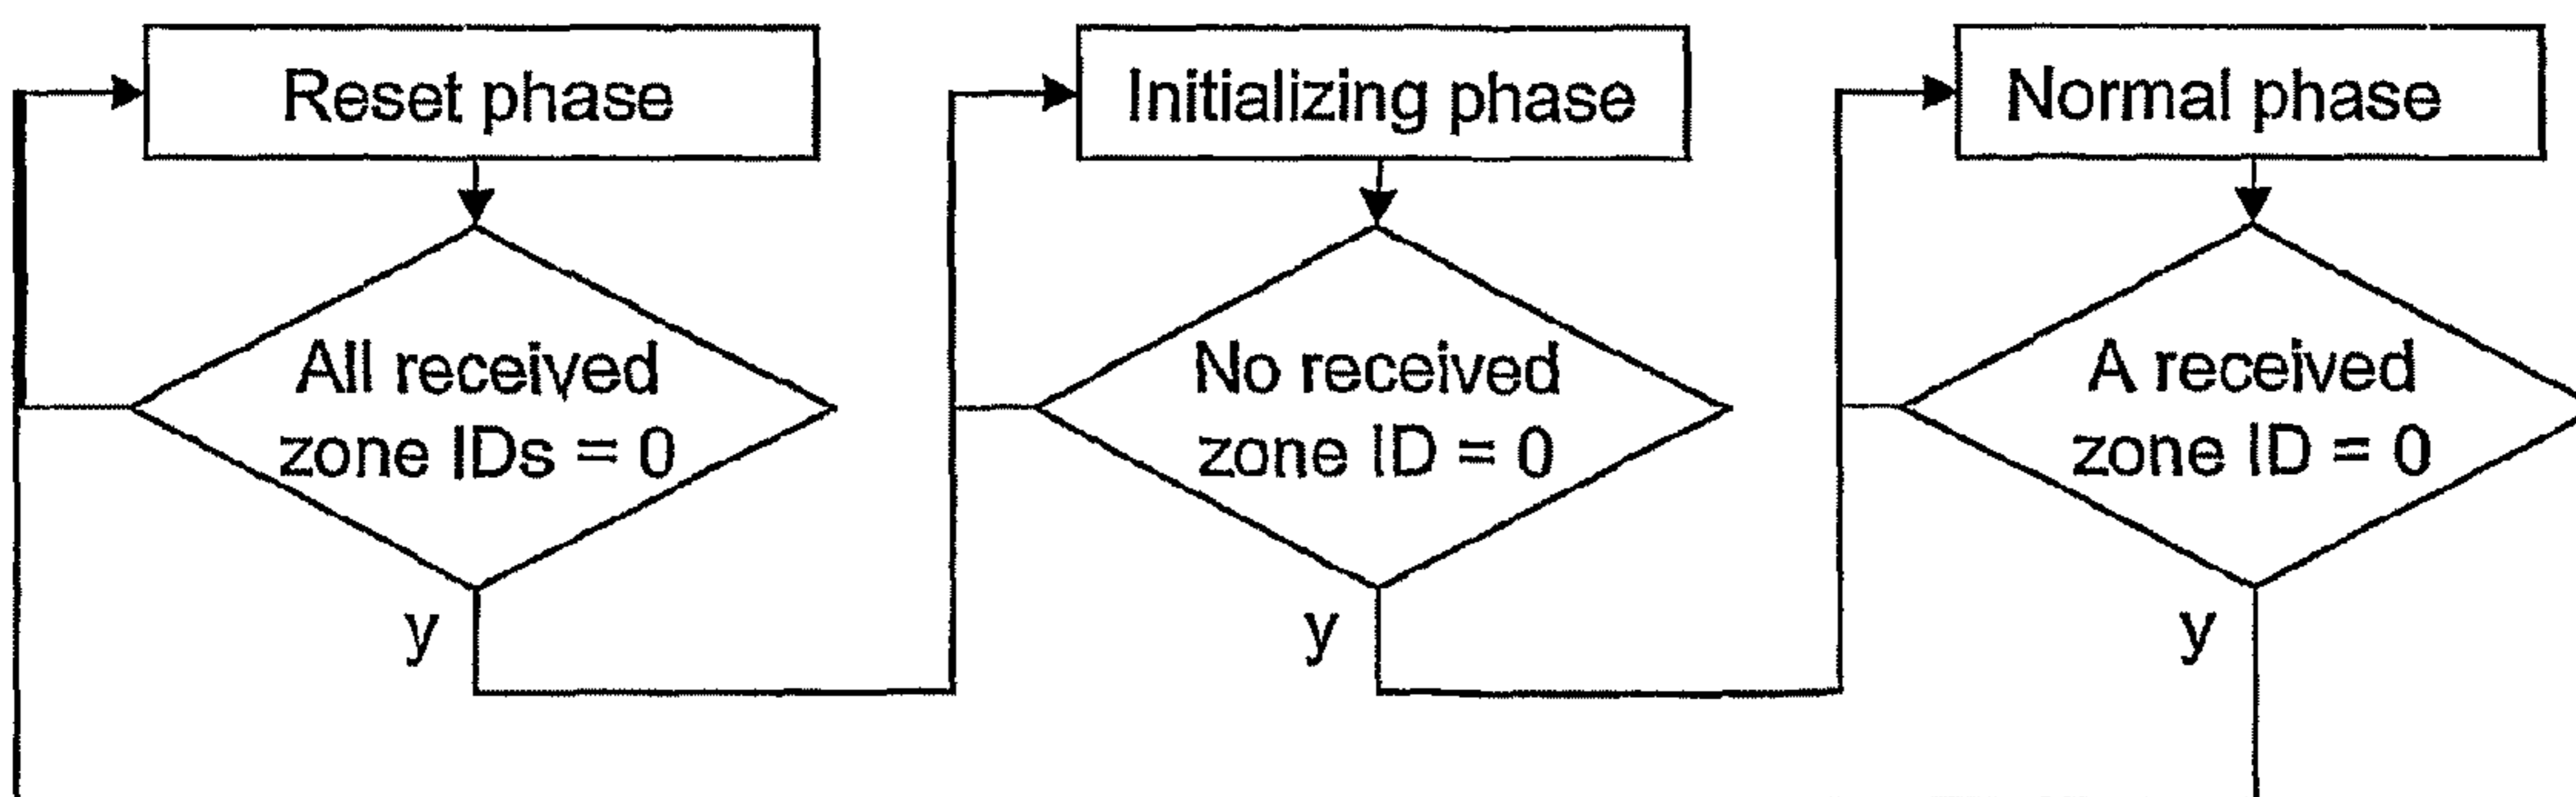 Reset phase
Initializing phase
Normal phase
All received
zone IDs = 0
No received
zone ID = 0
A received
zone ID = 0
y
y
y